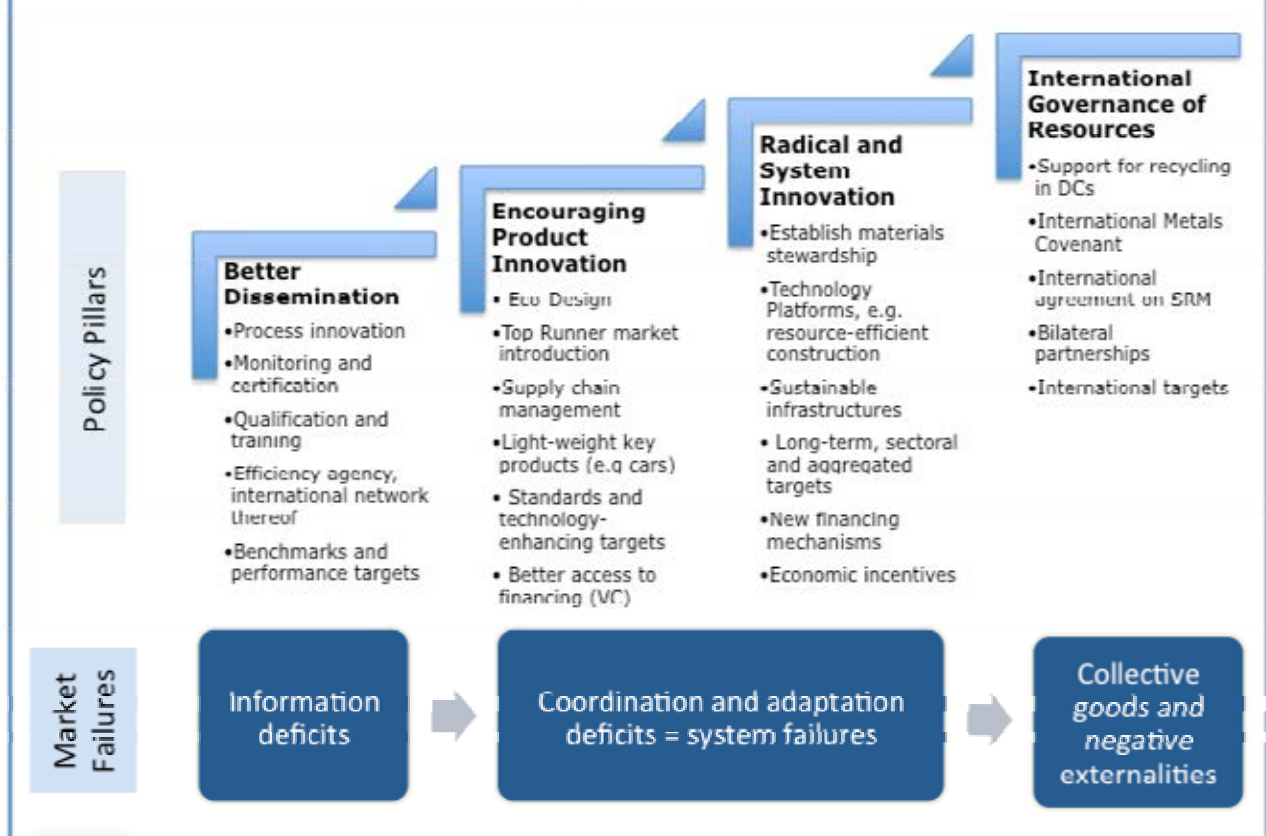 Policy Pillars
Better
Dissemination
•Process innovation
•Monitoring and
certification
•Qualification and
training
•Efficiency agency,
international network
thereof
•Benchmarks and
performance targets
Encouraging
Product
Innovation
• Eco Design
•Top Runner market
introduction
•Supply chain
management
•Light-weight key
products (e.g cars)
• Standards and
technology-
enhancing targets
• Better access to
financing (VC)
Radical and
System
Innovation
•Establish materials
stewardship
•Technology
Platforms, e.g.
resource-efficient
construction
•Sustainable
infrastructures
• Long-term, sectoral
and aggregated
targets
•New financing
mechanisms
•Economic incentives
International
Governance of
Resources
•Support for recycling
in DCs
•International Metals
Covenant
•International
agreement on SRM
•Bilateral
partnerships
•International targets
Market
Failures
Information
deficits
Coordination and adaptation
deficits = system failures
Collective
goods and
negative
externalities